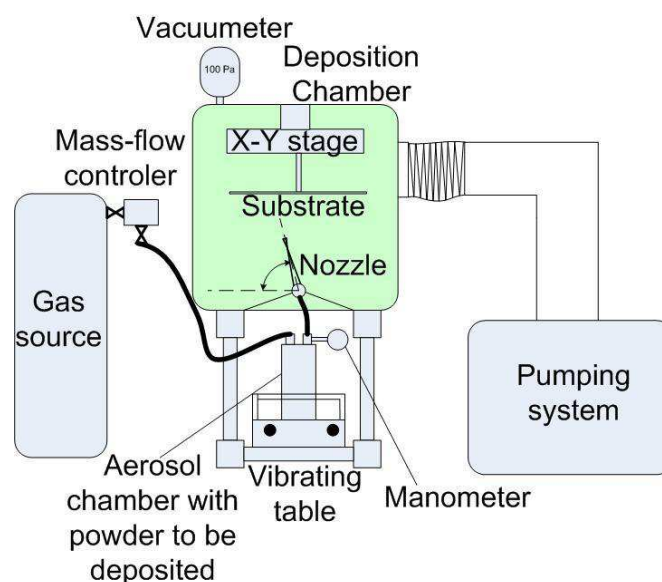 Vacuumeter
100 Pa
Deposition
Chamber
Mass-flow
controler
X-Y stage
Substrate
Nozzle
Gas
source
Pumping
system
Aerosol
chamber with
powder to be
deposited
Vibrating
table
Manometer